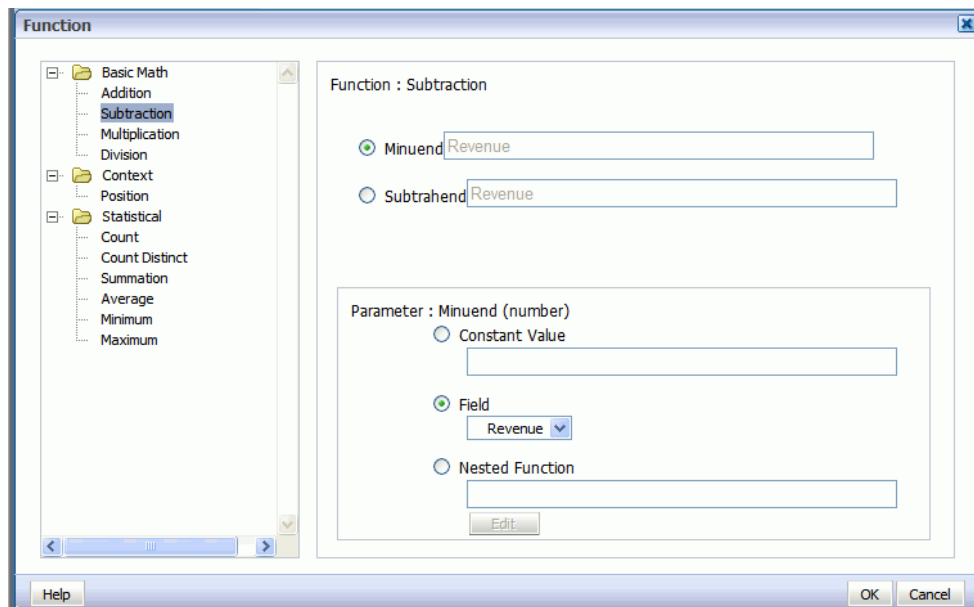 Function
Basic Math
Addition
Subtraction
Multiplication
Division
Context
Position
Statistical
Count
Count Distinct
Summation
Average
Minimum
Maximum
Function : Subtraction
Minuend Revenue
Subtrahend Revenue
Parameter : Minuend (number)
Constant Value
Field
Revenue
Nested Function
Edit
Help
OK
Cancel